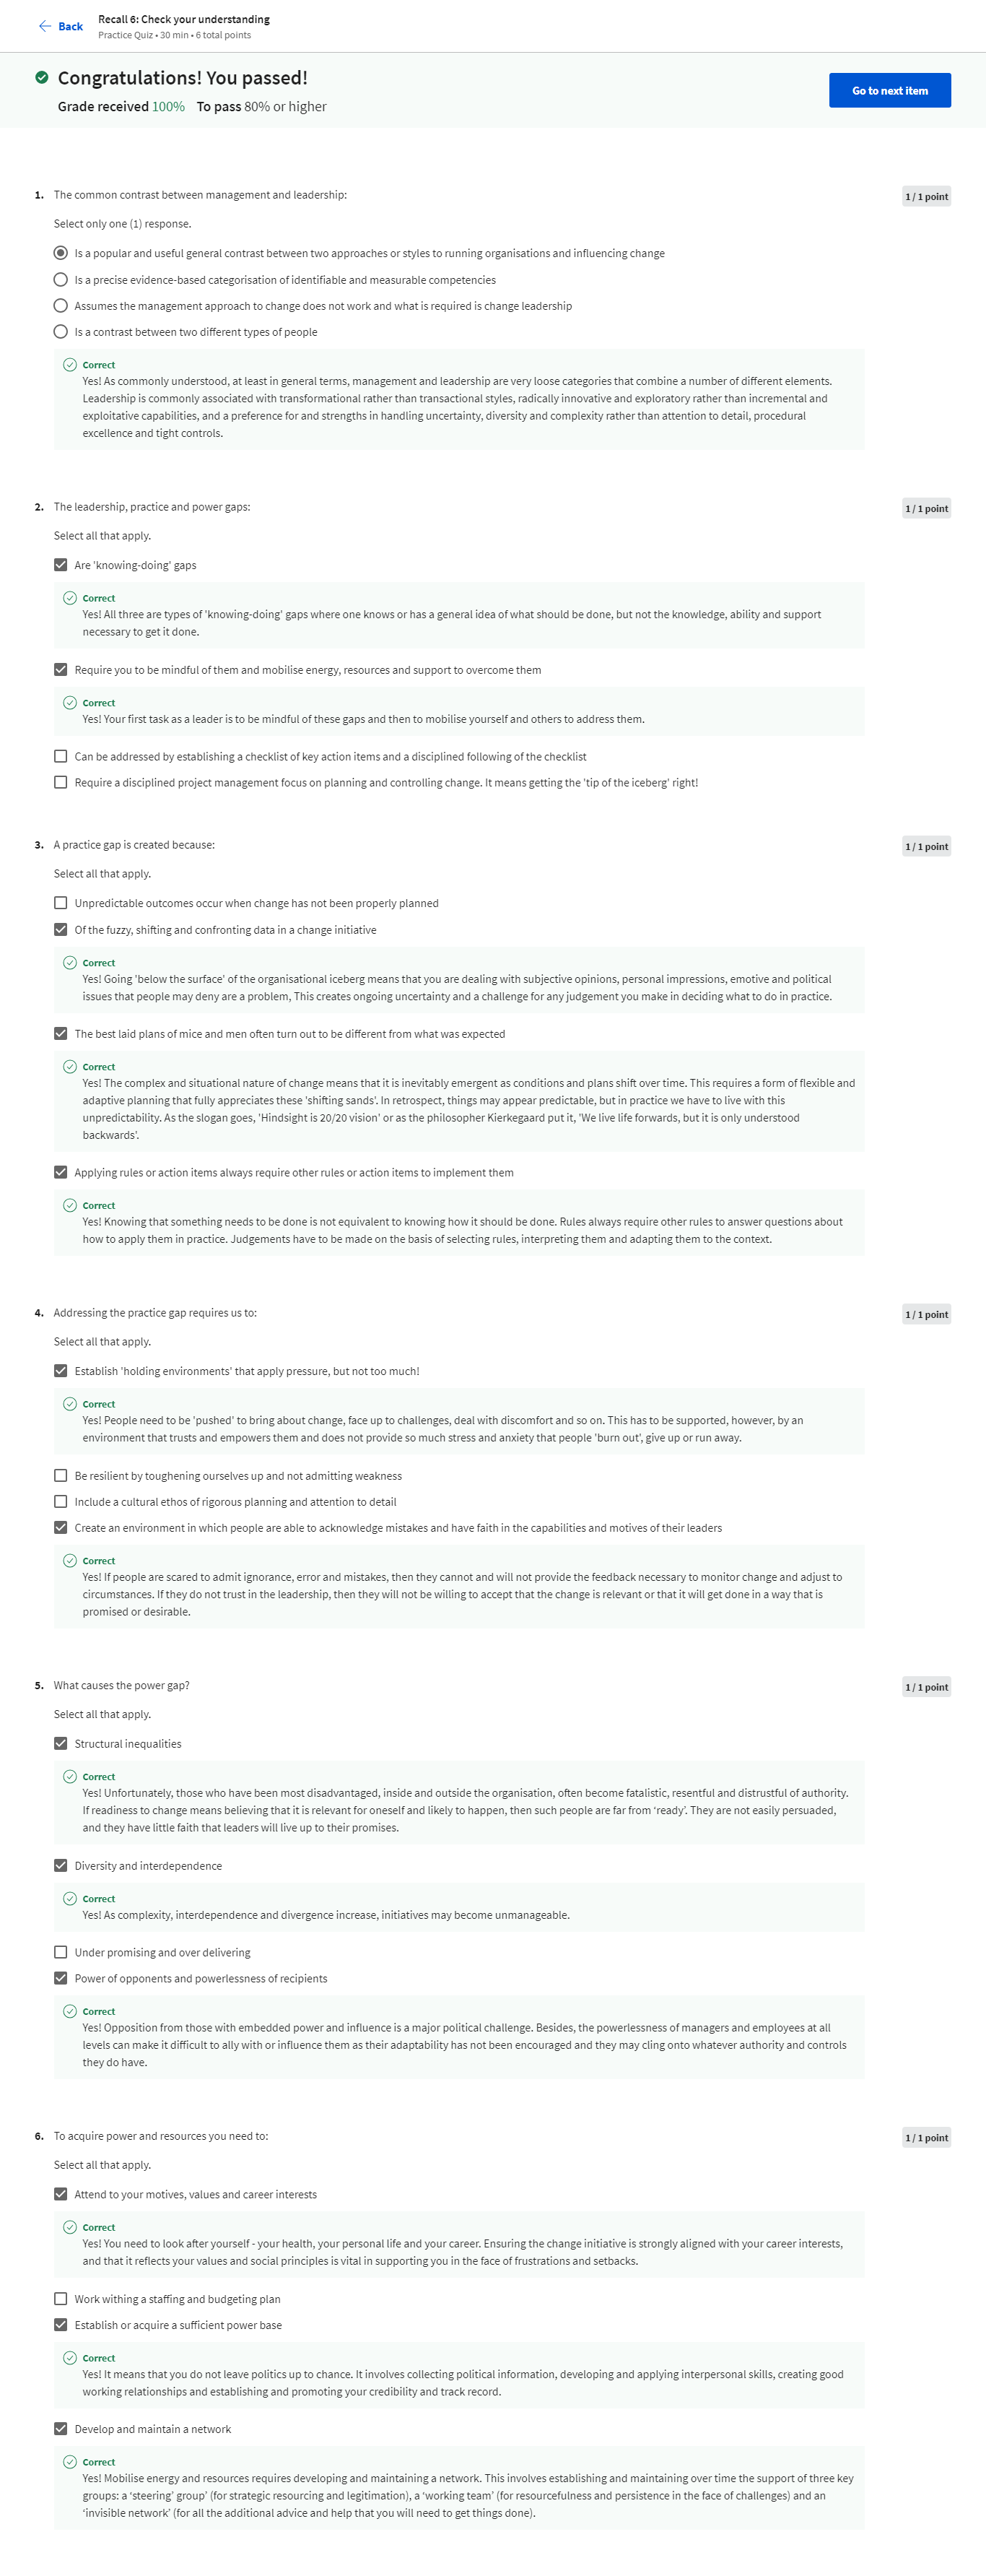 Back
Recall 6: Check your understanding
Practice Quiz • 30 min • 6 total points
Congratulations! You passed!
Grade received 100% To pass 80% or higher
Go to next item
1. The common contrast between management and leadership:
1 / 1 point
Select only one (1) response.
Is a popular and useful general contrast between two approaches or styles to running organisations and influencing change
Is a precise evidence-based categorisation of identifiable and measurable competencies
Assumes the management approach to change does not work and what is required is change leadership
Is a contrast between two different types of people
Correct
Yes! As commonly understood, at least in general terms, management and leadership are very loose categories that combine a number of different elements.
Leadership is commonly associated with transformational rather than transactional styles, radically innovative and exploratory rather than incremental and
exploitative capabilities, and a preference for and strengths in handling uncertainty, diversity and complexity rather than attention to detail, procedural
excellence and tight controls.
2. The leadership, practice and power gaps:
1 / 1 point
Select all that apply.
Are 'knowing-doing' gaps
Correct
Yes! All three are types of 'knowing-doing' gaps where one knows or has a general idea of what should be done, but not the knowledge, ability and support
necessary to get it done.
Require you to be mindful of them and mobilise energy, resources and support to overcome them
Correct
Yes! Your first task as a leader is to be mindful of these gaps and then to mobilise yourself and others to address them.
Can be addressed by establishing a checklist of key action items and a disciplined following of the checklist
Require a disciplined project management focus on planning and controlling change. It means getting the 'tip of the iceberg' right!
3. A practice gap is created because:
1 / 1 point
Select all that apply.
Unpredictable outcomes occur when change has not been properly planned
Of the fuzzy, shifting and confronting data in a change initiative
Correct
Yes! Going 'below the surface' of the organisational iceberg means that you are dealing with subjective opinions, personal impressions, emotive and political
issues that people may deny are a problem, This creates ongoing uncertainty and a challenge for any judgement you make in deciding what to do in practice.
The best laid plans of mice and men often turn out to be different from what was expected
Correct
Yes! The complex and situational nature of change means that it is inevitably emergent as conditions and plans shift over time. This requires a form of flexible and
adaptive planning that fully appreciates these 'shifting sands'. In retrospect, things may appear predictable, but in practice we have to live with this
unpredictability. As the slogan goes, 'Hindsight is 20/20 vision' or as the philosopher Kierkegaard put it, 'We live life forwards, but it is only understood
backwards'.
Applying rules or action items always require other rules or action items to implement them
Correct
Yes! Knowing that something needs to be done is not equivalent to knowing how it should be done. Rules always require other rules to answer questions about
how to apply them in practice. Judgements have to be made on the basis of selecting rules, interpreting them and adapting them to the context.
4. Addressing the practice gap requires us to:
1 / 1 point
Select all that apply.
Establish 'holding environments' that apply pressure, but not too much!
Correct
Yes! People need to be 'pushed' to bring about change, face up to challenges, deal with discomfort and so on. This has to be supported, however, by an
environment that trusts and empowers them and does not provide so much stress and anxiety that people 'burn out', give up or run away.
Be resilient by toughening ourselves up and not admitting weakness
Include a cultural ethos of rigorous planning and attention to detail
Create an environment in which people are able to acknowledge mistakes and have faith in the capabilities and motives of their leaders
Correct
Yes! If people are scared to admit ignorance, error and mistakes, then they cannot and will not provide the feedback necessary to monitor change and adjust to
circumstances. If they do not trust in the leadership, then they will not be willing to accept that the change is relevant or that it will get done in a way that is
promised or desirable.
5. What causes the power gap?
1 / 1 point
Select all that apply.
Structural inequalities
Correct
Yes! Unfortunately, those who have been most disadvantaged, inside and outside the organisation, often become fatalistic, resentful and distrustful of authority.
If readiness to change means believing that it is relevant for oneself and likely to happen, then such people are far from ‘ready’. They are not easily persuaded,
and they have little faith that leaders will live up to their promises.
Diversity and interdependence
Correct
Yes! As complexity, interdependence and divergence increase, initiatives may become unmanageable.
Under promising and over delivering
Power of opponents and powerlessness of recipients
Correct
Yes! Opposition from those with embedded power and influence is a major political challenge. Besides, the powerlessness of managers and employees at all
levels can make it difficult to ally with or influence them as their adaptability has not been encouraged and they may cling onto whatever authority and controls
they do have.
6. To acquire power and resources you need to:
1 / 1 point
Select all that apply.
Attend to your motives, values and career interests
Correct
Yes! You need to look after yourself - your health, your personal life and your career. Ensuring the change initiative is strongly aligned with your career interests,
and that it reflects your values and social principles is vital in supporting you in the face of frustrations and setbacks.
Work withing a staffing and budgeting plan
Establish or acquire a sufficient power base
Correct
Yes! It means that you do not leave politics up to chance. It involves collecting political information, developing and applying interpersonal skills, creating good
working relationships and establishing and promoting your credibility and track record.
Develop and maintain a network
Correct
Yes! Mobilise energy and resources requires developing and maintaining a network. This involves establishing and maintaining over time the support of three key
groups: a ‘steering’ group’ (for strategic resourcing and legitimation), a ‘working team’ (for resourcefulness and persistence in the face of challenges) and an
‘invisible network’ (for all the additional advice and help that you will need to get things done).